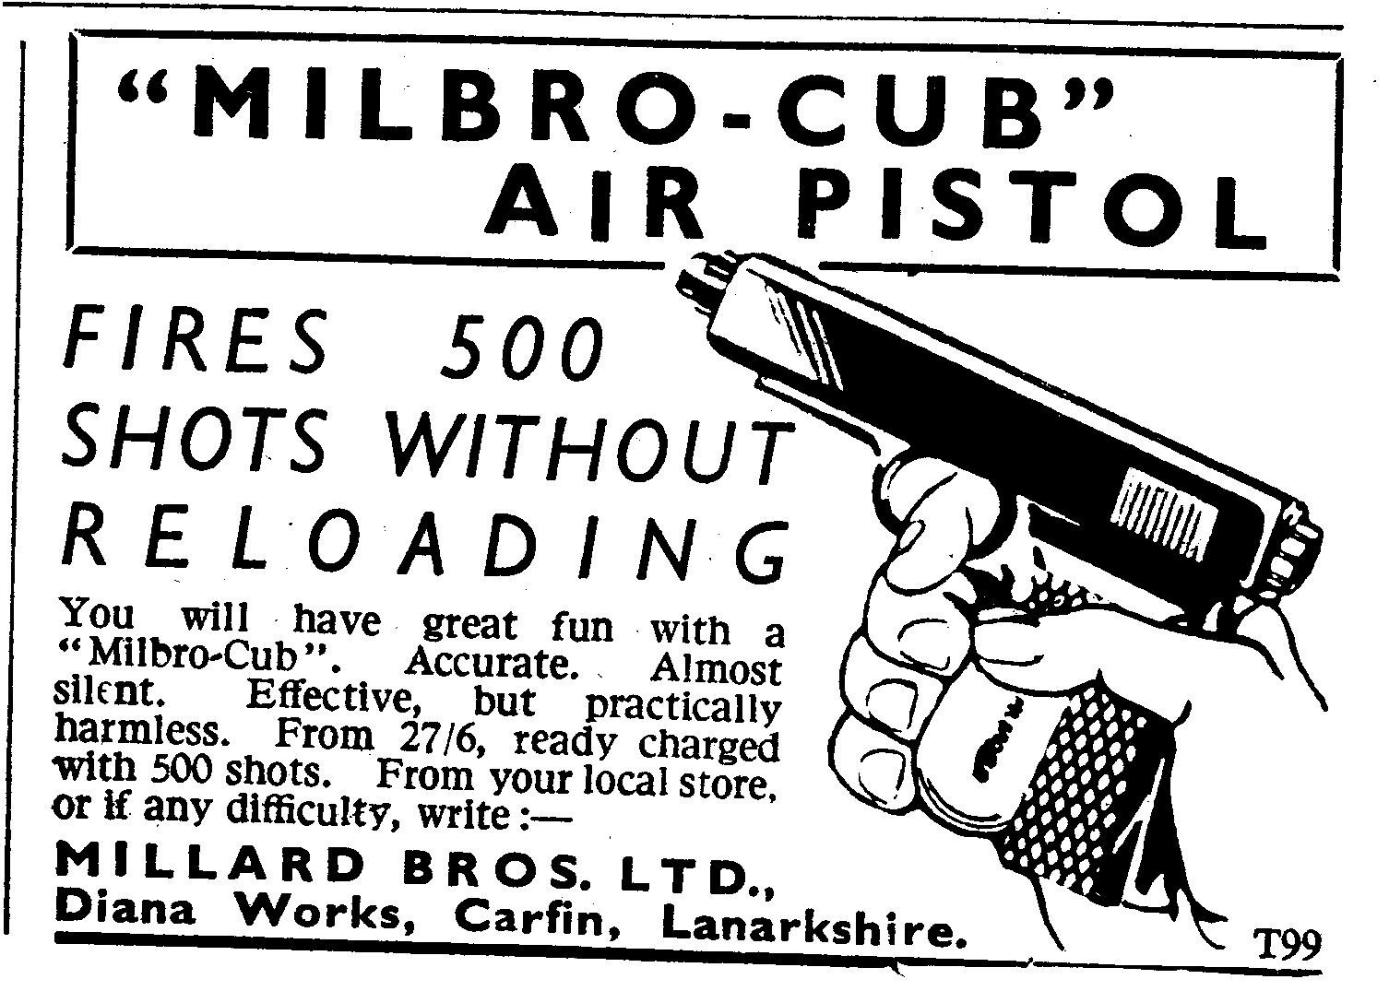 “MILBRO-CUB”
AIR PISTOL
FIRES 500
SHOTS WITHOUT
RELOADING
You will have great fun with a
“Milbro-Cub”. Accurate. Almost
silent. Effective, but practically
harmless. From 27/6, ready charged
with 500 shots. From your local store,
or if any difficulty, write :—
MILLARD BROS. LTD.,
Diana Works, Carfin, Lanarkshire.
T99